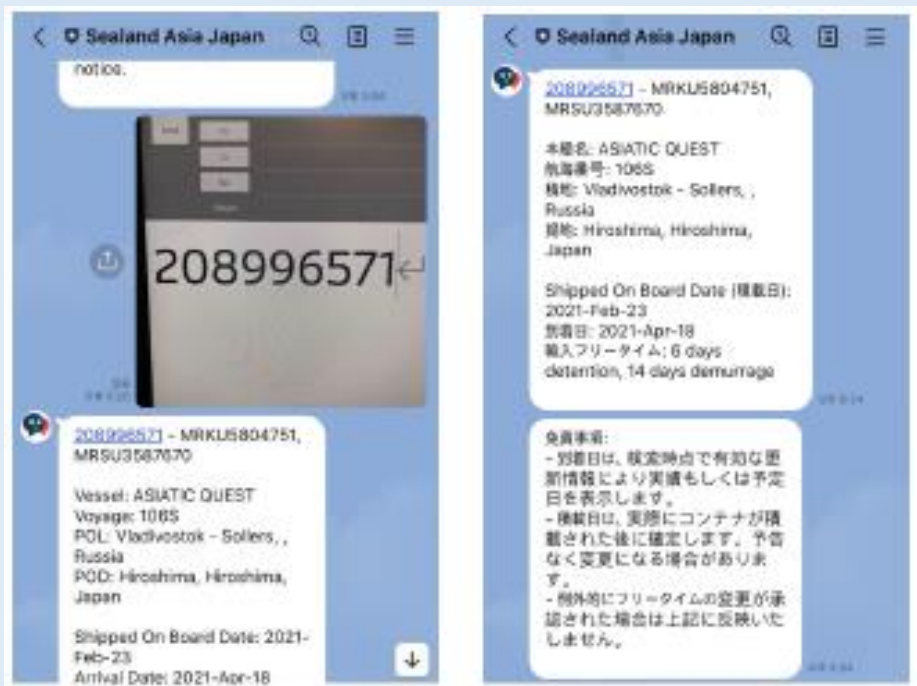 Sealand Asia Japan
notice.
208996571
208996571 - MRKU5804751,
MRSU3587670
Vessel: ASIATIC QUEST
Voyage: 106S
POL: Vladivostok - Sollers, ,
Russia
POD: Hiroshima, Hiroshima,
Japan
Shipped On Board Date: 2021-
Feb-23
Arrival Date: 2021-Apr-18
Sealand Asia Japan
208996571 - MRKU5804751,
MRSU3587670
本船名: ASIATIC QUEST
航海番号: 106S
積地: Vladivostok - Sollers, ,
Russia
揚地: Hiroshima, Hiroshima,
Japan
Shipped On Board Date (積載日):
2021-Feb-23
到着日: 2021-Apr-18
輸入フリータイム: 6 days
detention, 14 days demurrage
免責事項:
- 到着日は、検索時点で有効な更
新情報により実績もしくは予定
日を表示します。
- 積載日は、実際にコンテナが積
載された後に確定します。予告
なく変更になる場合がありま
す。
- 例外的にフリータイムの変更が承
認された場合は上記に反映いた
しません。